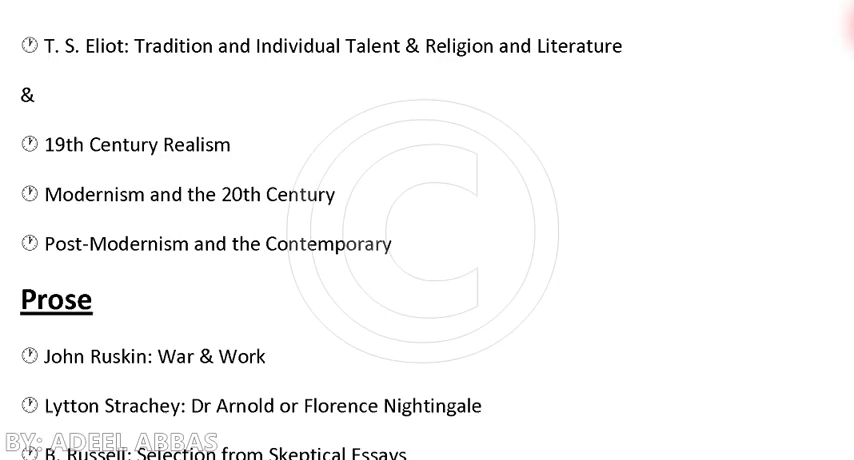 T. S. Eliot: Tradition and Individual Talent & Religion and Literature
&
19th Century Realism
Modernism and the 20th Century
Post-Modernism and the Contemporary
Prose
John Ruskin: War & Work
Lytton Strachey: Dr Arnold or Florence Nightingale
BY: ADEEL ABBAS
B. Russell: Selection from Skeptical Essays